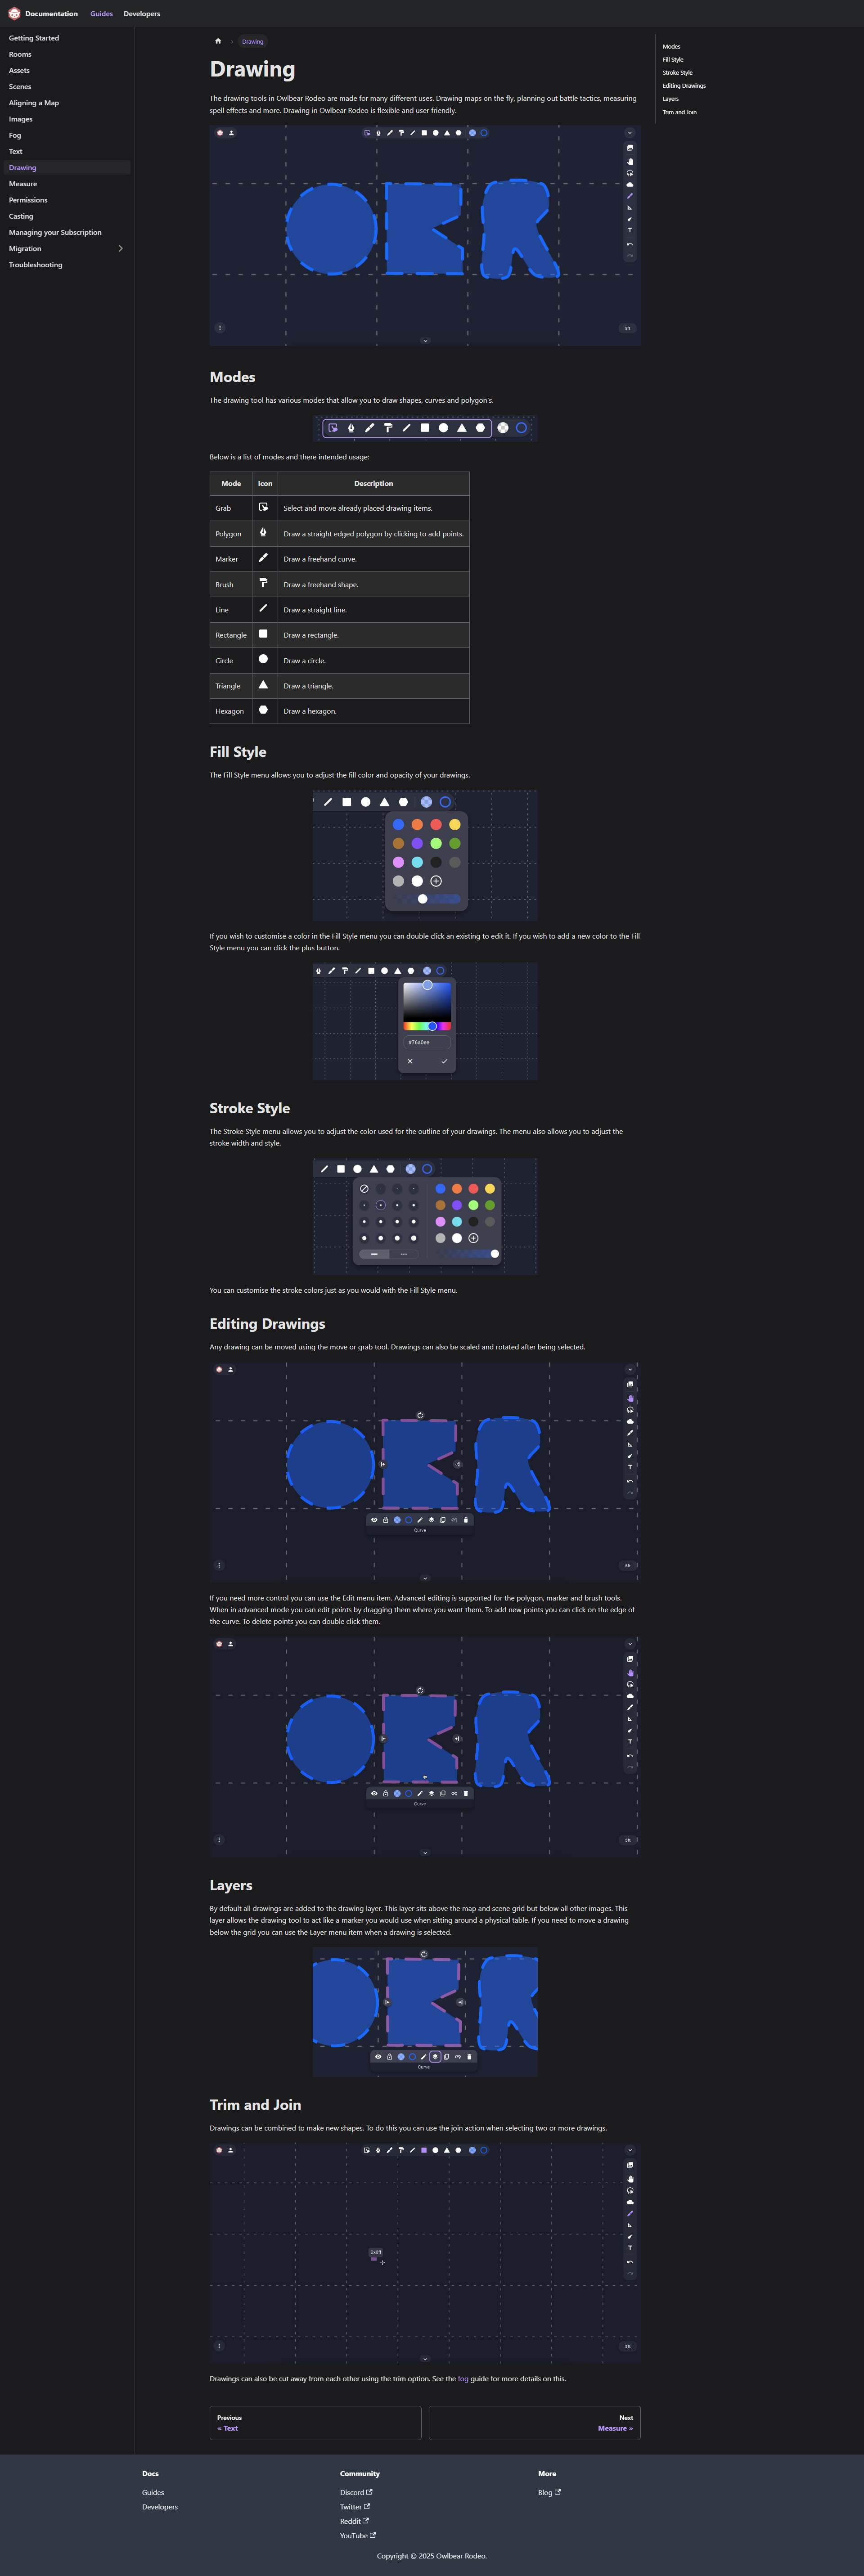 Documentation Guides Developers
Getting Started
Rooms
Assets
Scenes
Aligning a Map
Images
Fog
Text
Drawing
Measure
Permissions
Casting
Managing your Subscription
Migration
Troubleshooting
Drawing
Drawing
The drawing tools in Owlbear Rodeo are made for many different uses. Drawing maps on the fly, planning out battle tactics, measuring
spell effects and more. Drawing in Owlbear Rodeo is flexible and user friendly.
Modes
The drawing tool has various modes that allow you to draw shapes, curves and polygon's.
Below is a list of modes and there intended usage:
Mode Icon Description
Grab Select and move already placed drawing items.
Polygon Draw a straight edged polygon by clicking to add points.
Marker Draw a freehand curve.
Brush Draw a freehand shape.
Line Draw a straight line.
Rectangle Draw a rectangle.
Circle Draw a circle.
Triangle Draw a triangle.
Hexagon Draw a hexagon.
Fill Style
The Fill Style menu allows you to adjust the fill color and opacity of your drawings.
If you wish to customise a color in the Fill Style menu you can double click an existing to edit it. If you wish to add a new color to the Fill
Style menu you can click the plus button.
#76a0ee
Stroke Style
The Stroke Style menu allows you to adjust the color used for the outline of your drawings. The menu also allows you to adjust the
stroke width and style.
You can customise the stroke colors just as you would with the Fill Style menu.
Editing Drawings
Any drawing can be moved using the move or grab tool. Drawings can also be scaled and rotated after being selected.
Curve
If you need more control you can use the Edit menu item. Advanced editing is supported for the polygon, marker and brush tools.
When in advanced mode you can edit points by dragging them where you want them. To add new points you can click on the edge of
the curve. To delete points you can double click them.
Curve
Layers
By default all drawings are added to the drawing layer. This layer sits above the map and scene grid but below all other images. This
layer allows the drawing tool to act like a marker you would use when sitting around a physical table. If you need to move a drawing
below the grid you can use the Layer menu item when a drawing is selected.
Curve
Trim and Join
Drawings can be combined to make new shapes. To do this you can use the join action when selecting two or more drawings.
Drawings can also be cut away from each other using the trim option. See the fog guide for more details on this.
Previous
« Text
Next
Measure »
Modes
Fill Style
Stroke Style
Editing Drawings
Layers
Trim and Join
Docs
Guides
Developers
Community
Discord
Twitter
Reddit
YouTube
More
Blog
Copyright © 2025 Owlbear Rodeo.